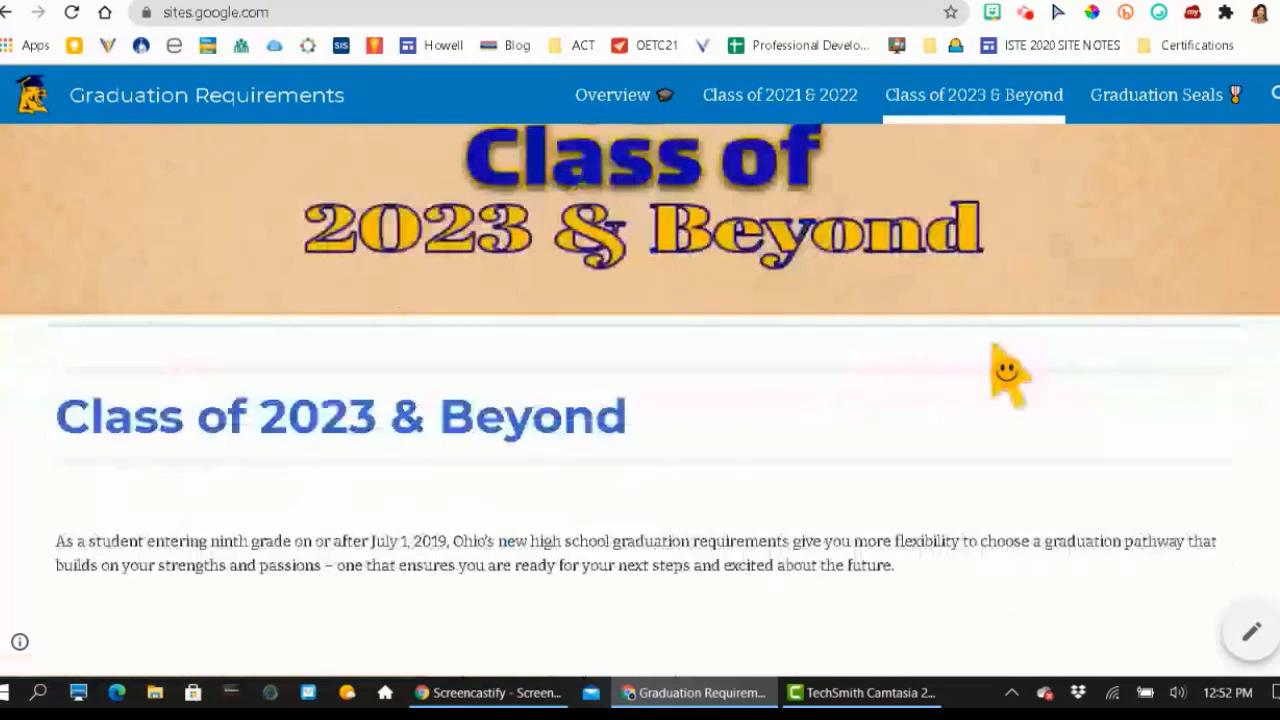 sites.google.com
Apps
SIS
Howell
Blog
ACT
OETC21
Professional Develo...
ISTE 2020 SITE NOTES
Certifications
Graduation Requirements
Overview
Class of 2021 & 2022
Class of 2023 & Beyond
Graduation Seals
Class of
2023 & Beyond
Class of 2023 & Beyond
As a student entering ninth grade on or after July 1, 2019, Ohio's new high school graduation requirements give you more flexibility to choose a graduation pathway that
builds on your strengths and passions – one that ensures you are ready for your next steps and excited about the future.
Screencastify - Screen...
Graduation Requirem...
TechSmith Camtasia 2...
12:52 PM